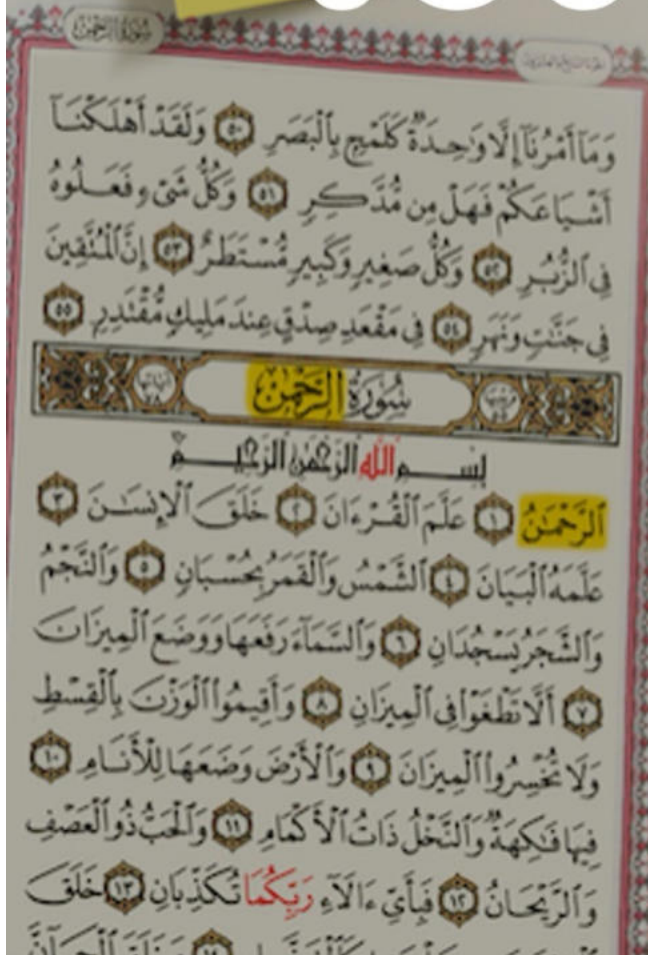 سُورَةُ الرَّحْمَٰن
وَمَآ أَمْرُنَآ إِلَّا وَٰحِدَةٌ كَلَمْحٍۭ بِٱلْبَصَرِ ٥٠ وَلَقَدْ أَهْلَكْنَآ
أَشْيَاعَكُمْ فَهَلْ مِن مُّدَّكِرٍ ٥١ وَكُلُّ شَىْءٍ فَعَلُوهُ
فِى ٱلزُّبُرِ ٥٢ وَكُلُّ صَغِيرٍ وَكَبِيرٍ مُّسْتَطَرٌ ٥٣ إِنَّ ٱلْمُتَّقِينَ
فِى جَنَّٰتٍ وَنَهَرٍ ٥٤ فِى مَقْعَدِ صِدْقٍ عِندَ مَلِيكٍ مُّقْتَدِرٍ ٥٥
سُورَةُ الرَّحْمَٰن
بِسْمِ ٱللَّهِ ٱلرَّحْمَٰنِ ٱلرَّحِيمِ
ٱلرَّحْمَٰنُ ١ عَلَّمَ ٱلْقُرْءَانَ ٢ خَلَقَ ٱلْإِنسَٰنَ ٣
عَلَّمَهُ ٱلْبَيَانَ ٤ ٱلشَّمْسُ وَٱلْقَمَرُ بِحُسْبَانٍ ٥ وَٱلنَّجْمُ
وَٱلشَّجَرُ يَسْجُدَانِ ٦ وَٱلسَّمَآءَ رَفَعَهَا وَوَضَعَ ٱلْمِيزَانَ
٧ أَلَّا تَطْغَوْا۟ فِى ٱلْمِيزَانِ ٨ وَأَقِيمُوا۟ ٱلْوَزْنَ بِٱلْقِسْطِ
وَلَا تُخْسِرُوا۟ ٱلْمِيزَانَ ٩ وَٱلْأَرْضَ وَضَعَهَا لِلْأَنَامِ ١٠
فِيهَا فَٰكِهَةٌ وَٱلنَّخْلُ ذَاتُ ٱلْأَكْمَامِ ١١ وَٱلْحَبُّ ذُو ٱلْعَصْفِ
وَٱلرَّيْحَانُ ١٢ فَبِأَىِّ ءَالَآءِ رَبِّكُمَا تُكَذِّبَانِ ١٣ خَلَقَ